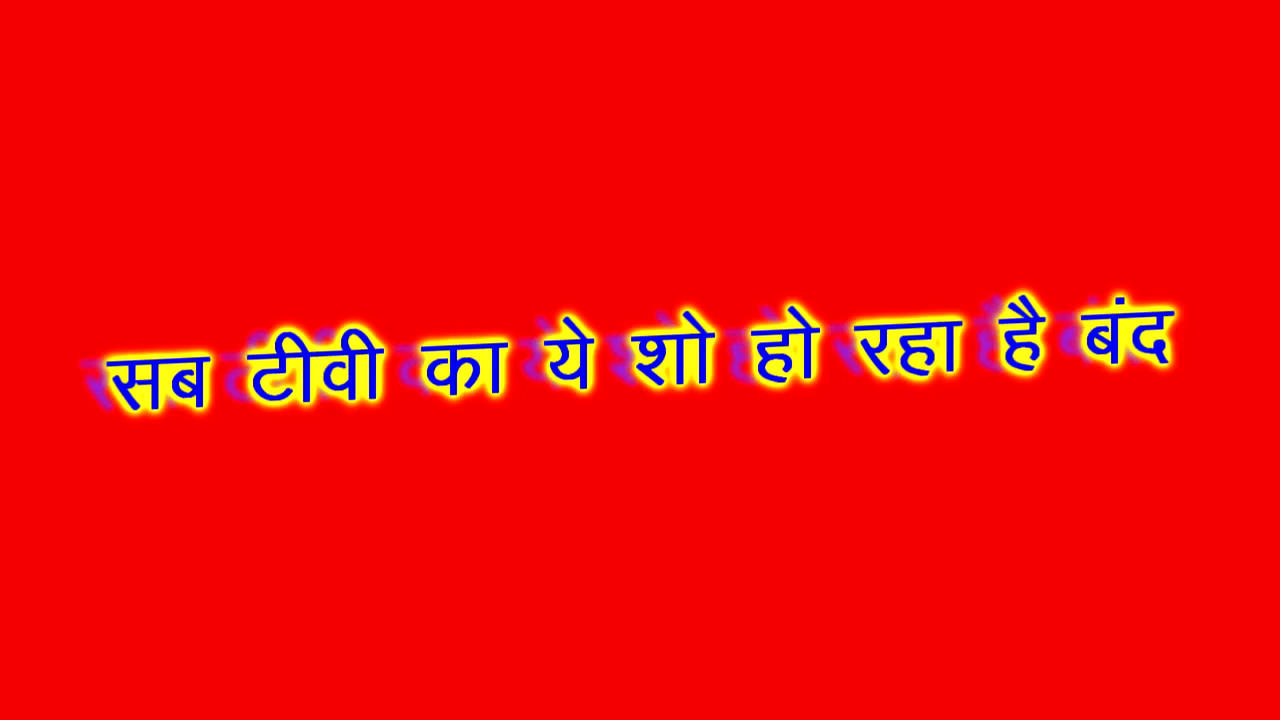 सब टीवी का ये शो हो रहा है बंद